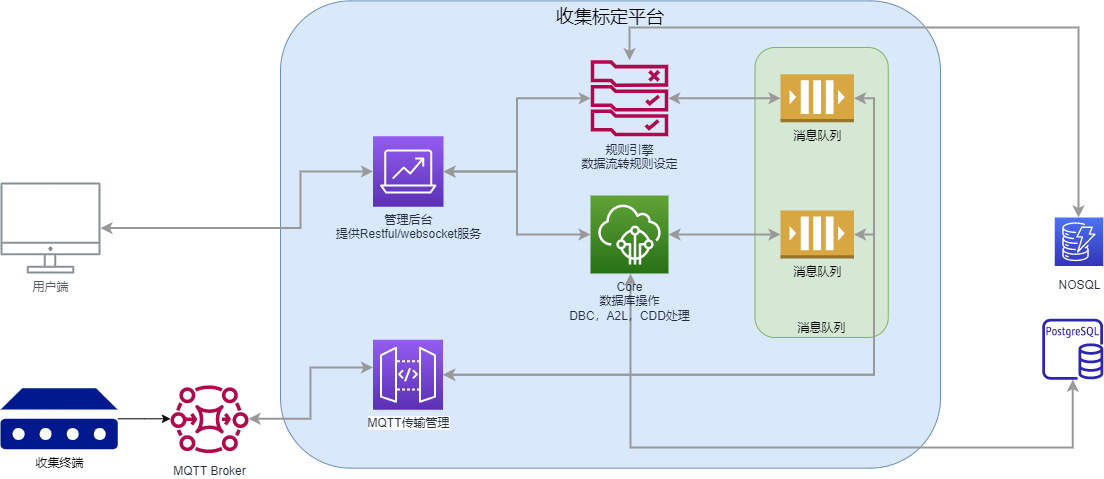 收集标定平台
消息队列
规则引擎
数据流转规则设定
管理后台
提供Restful/websocket服务
消息队列
用户端
Core
数据库操作
DBC，A2L，CDD处理
NOSQL
消息队列
PostgreSQL
MQTT传输管理
收集终端
MQTT Broker